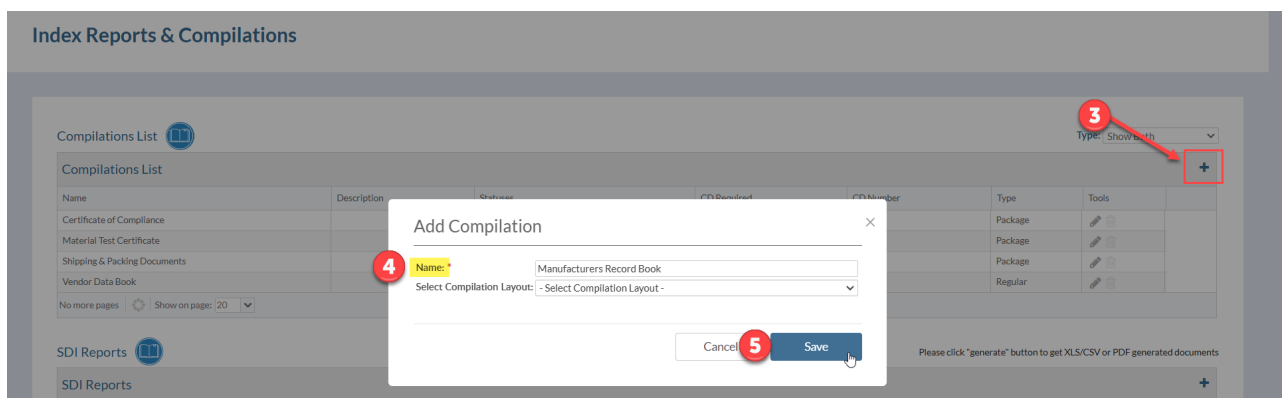 Index Reports & Compilations
3
Compilations List
Type: Show Both
Compilations List +
Name Description Statuses CD Required CD Number Type Tools
Certificate of Compliance Package
Material Test Certificate Package
Shipping & Packing Documents Package
Vendor Data Book Regular
No more pages Show on page: 20
Add Compilation ×
4 Name: * Manufacturers Record Book
Select Compilation Layout: - Select Compilation Layout -
Cancel 5 Save
SDI Reports
Please click "generate" button to get XLS/CSV or PDF generated documents
SDI Reports +